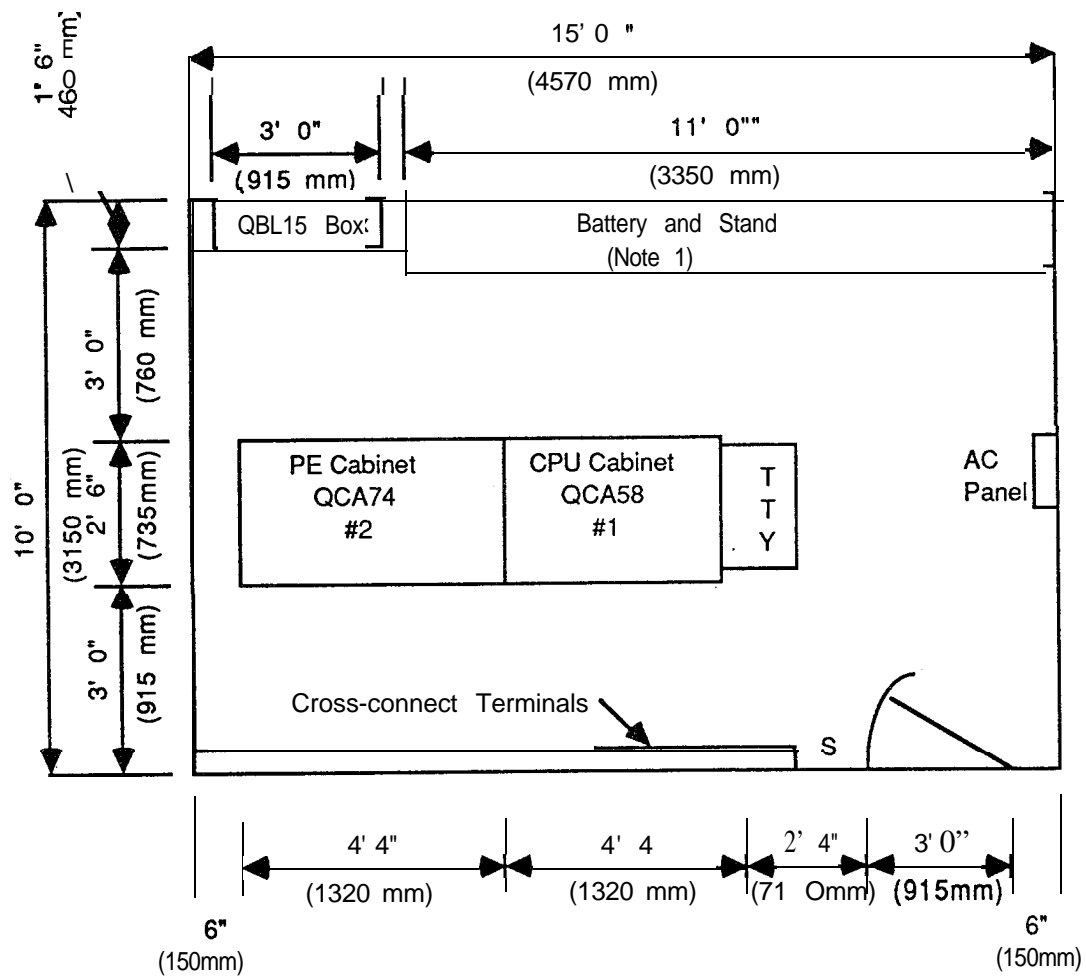 15' 0 "
(4570 mm)
1' 6"
460 mm)
3' 0"
(915 mm)
11' 0""
(3350 mm)
QBL15 Box
Battery and Stand
(Note 1)
3' 0"
(760 mm)
10' 0"
(3150 mm)
2' 6"
(735mm)
3' 0"
(915 mm)
PE Cabinet
QCA74
#2
CPU Cabinet
QCA58
#1
T
T
Y
AC
Panel
Cross-connect Terminals
S
4' 4"
(1320 mm)
4' 4
(1320 mm)
2' 4"
(71 Omm)
3' 0"
(915mm)
6"
(150mm)
6"
(150mm)